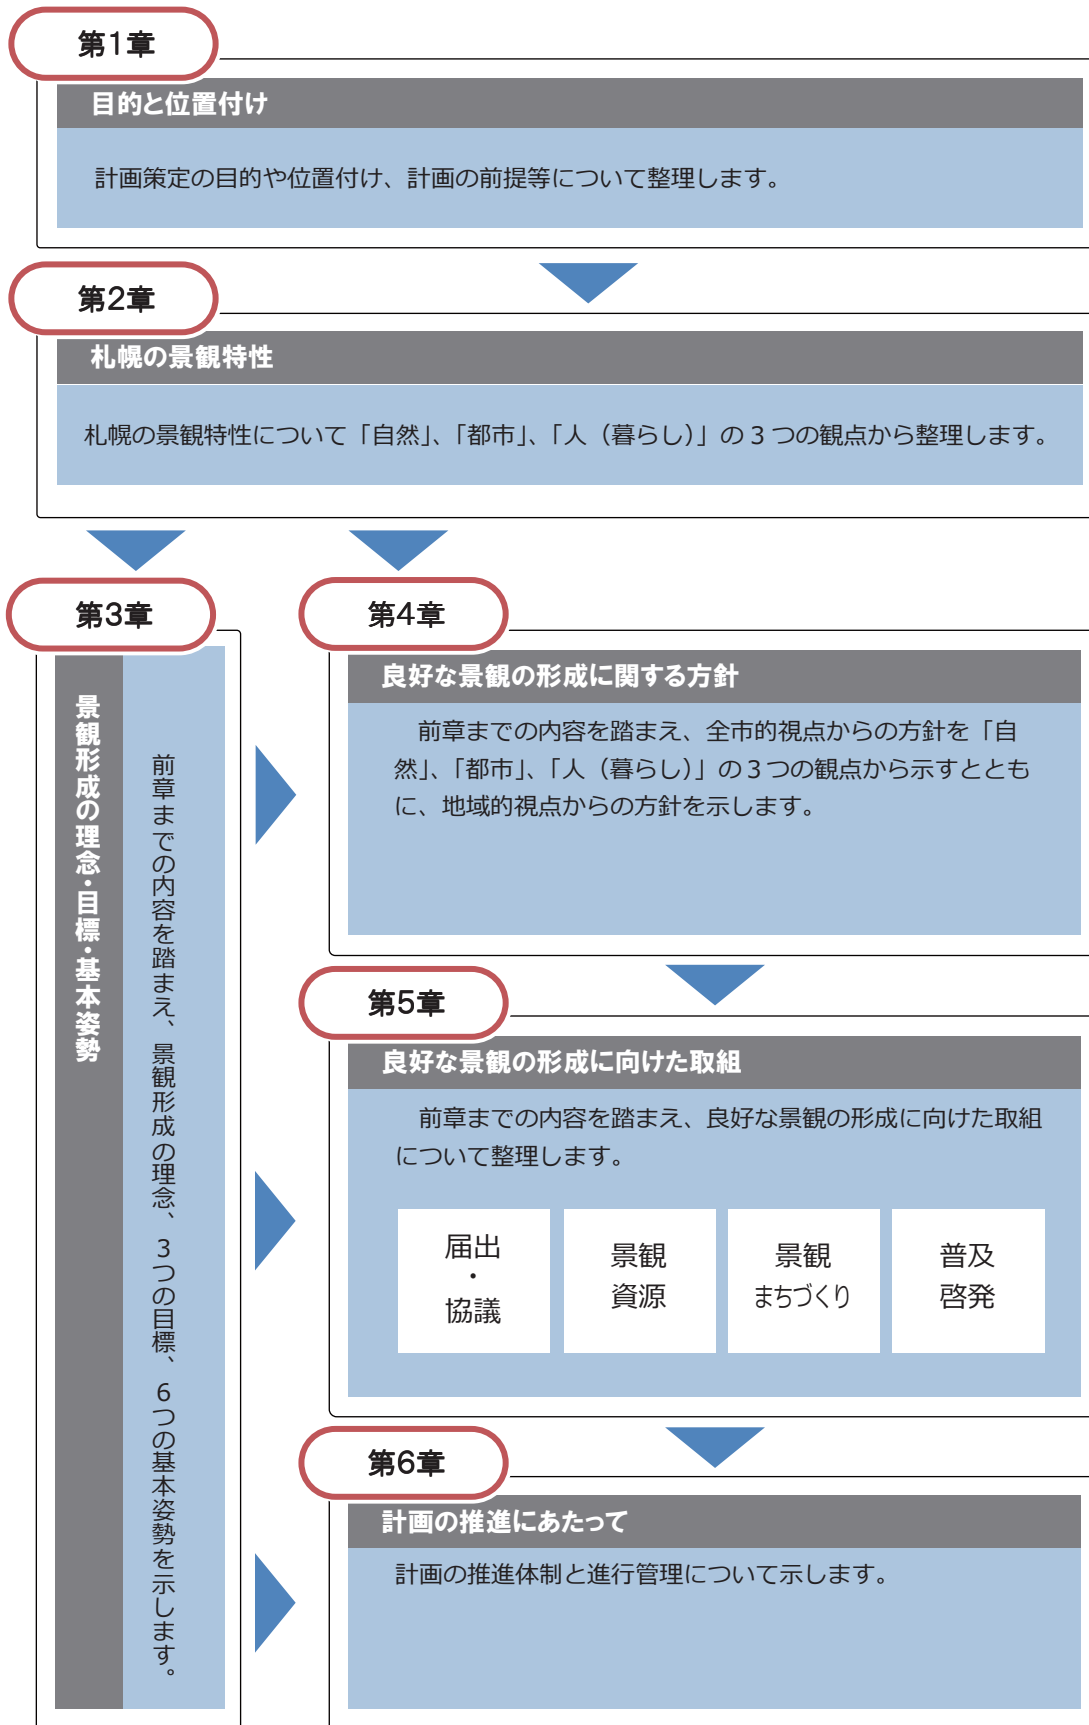 第1章
目的と位置付け
計画策定の目的や位置付け、計画の前提等について整理します。
第2章
札幌の景観特性
札幌の景観特性について「自然」、「都市」、「人（暮らし）」の3つの観点から整理します。
第3章
景観形成の理念・目標・基本姿勢
前章までの内容を踏まえ、景観形成の理念、3つの目標、6つの基本姿勢を示します。
第4章
良好な景観の形成に関する方針
前章までの内容を踏まえ、全市的視点からの方針を「自
然」、「都市」、「人（暮らし）」の3つの観点から示すととも
に、地域的視点からの方針を示します。
第5章
良好な景観の形成に向けた取組
前章までの内容を踏まえ、良好な景観の形成に向けた取組
について整理します。
届出
・
協議
景観
資源
景観
まちづくり
普及
啓発
第6章
計画の推進にあたって
計画の推進体制と進行管理について示します。